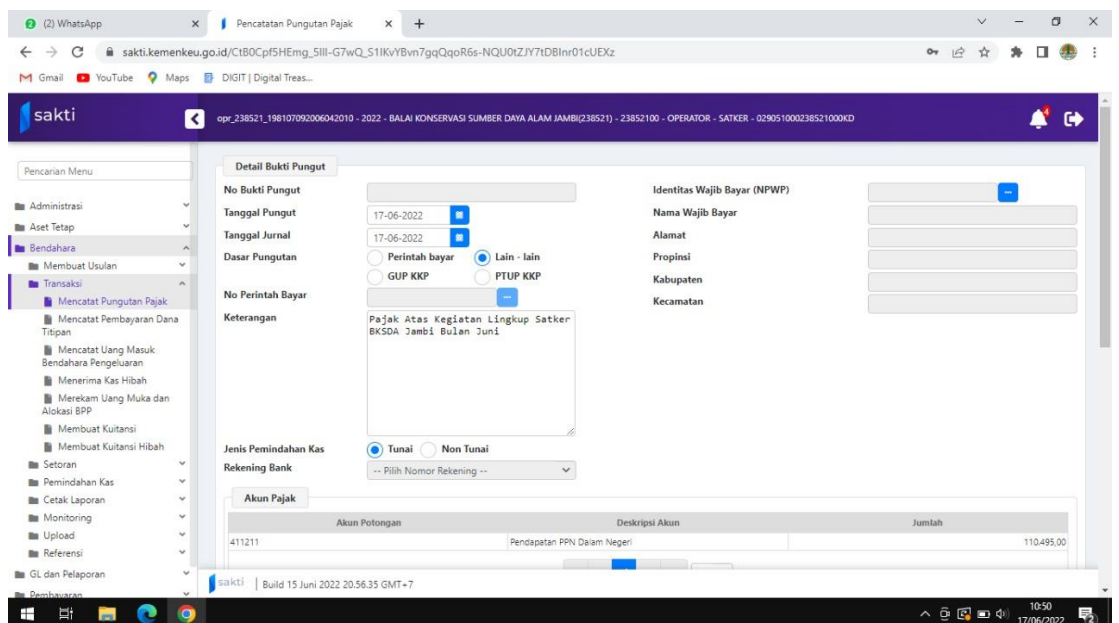 (2) WhatsApp
Pencatatan Pungutan Pajak
sakti.kemenkeu.go.id/CtB0Cpf5HEmg_5lII-G7wQ_S1IKvYBvn7gqQqoR6s-NQU0tZJY7tDBInr01cUEXz
Gmail YouTube Maps DIGIT | Digital Treas...
sakti
opr_238521_198107092006042010 - 2022 - BALAI KONSERVASI SUMBER DAYA ALAM JAMBI(238521) - 23852100 - OPERATOR - SATKER - 029051000238521000KD
Pencarian Menu
Administrasi
Aset Tetap
Bendahara
Membuat Usulan
Transaksi
Mencatat Pungutan Pajak
Mencatat Pembayaran Dana
Titipan
Mencatat Uang Masuk
Bendahara Pengeluaran
Menerima Kas Hibah
Merekam Uang Muka dan
Alokasi BPP
Membuat Kuitansi
Membuat Kuitansi Hibah
Setoran
Pemindahan Kas
Cetak Laporan
Monitoring
Upload
Referensi
GL dan Pelaporan
Pembayaran
Detail Bukti Pungut
No Bukti Pungut
Tanggal Pungut 17-06-2022
Tanggal Jurnal 17-06-2022
Dasar Pungutan Perintah bayar Lain - lain
GUP KKP PTUP KKP
No Perintah Bayar
Keterangan Pajak Atas Kegiatan Lingkup Satker
BKSDA Jambi Bulan Juni
Jenis Pemindahan Kas Tunai Non Tunai
Rekening Bank -- Pilih Nomor Rekening --
Identitas Wajib Bayar (NPWP)
Nama Wajib Bayar
Alamat
Propinsi
Kabupaten
Kecamatan
Akun Pajak
Akun Potongan Deskripsi Akun Jumlah
411211 Pendapatan PPN Dalam Negeri 110.495,00
sakti | Build 15 Juni 2022 20.56.35 GMT+7
10:50
17/06/2022